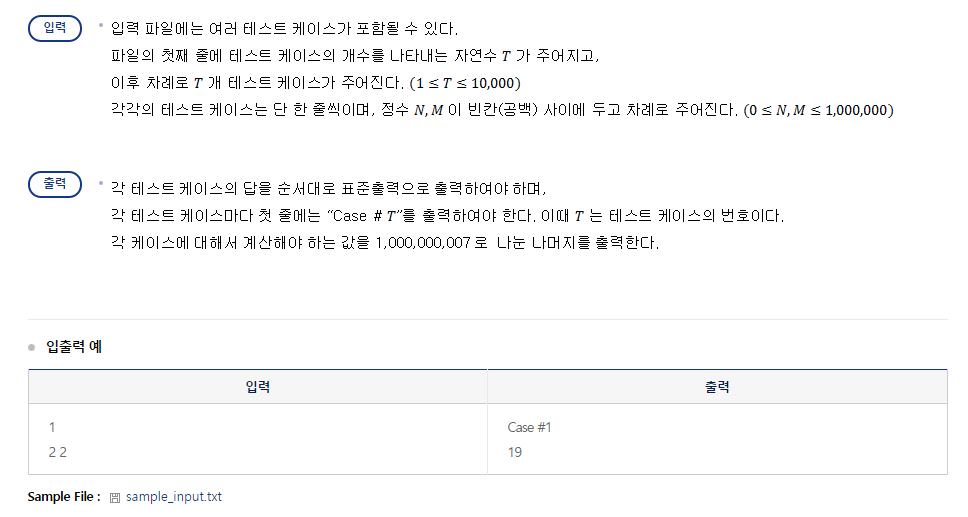 입력
입력 파일에는 여러 테스트 케이스가 포함될 수 있다.
파일의 첫째 줄에 테스트 케이스의 개수를 나타내는 자연수 T 가 주어지고,
이후 차례로 T 개 테스트 케이스가 주어진다. (1 ≤ T ≤ 10,000)
각각의 테스트 케이스는 단 한 줄씩이며, 정수 N, M 이 빈칸(공백) 사이에 두고 차례로 주어진다. (0 ≤ N, M ≤ 1,000,000)
출력
각 테스트 케이스의 답을 순서대로 표준출력으로 출력하여야 하며,
각 테스트 케이스마다 첫 줄에는 “Case # T”를 출력하여야 한다. 이때 T 는 테스트 케이스의 번호이다.
각 케이스에 대해서 계산해야 하는 값을 1,000,000,007 로 나눈 나머지를 출력한다.
입출력 예
입력 출력
1 Case #1
2 2 19
Sample File : sample_input.txt